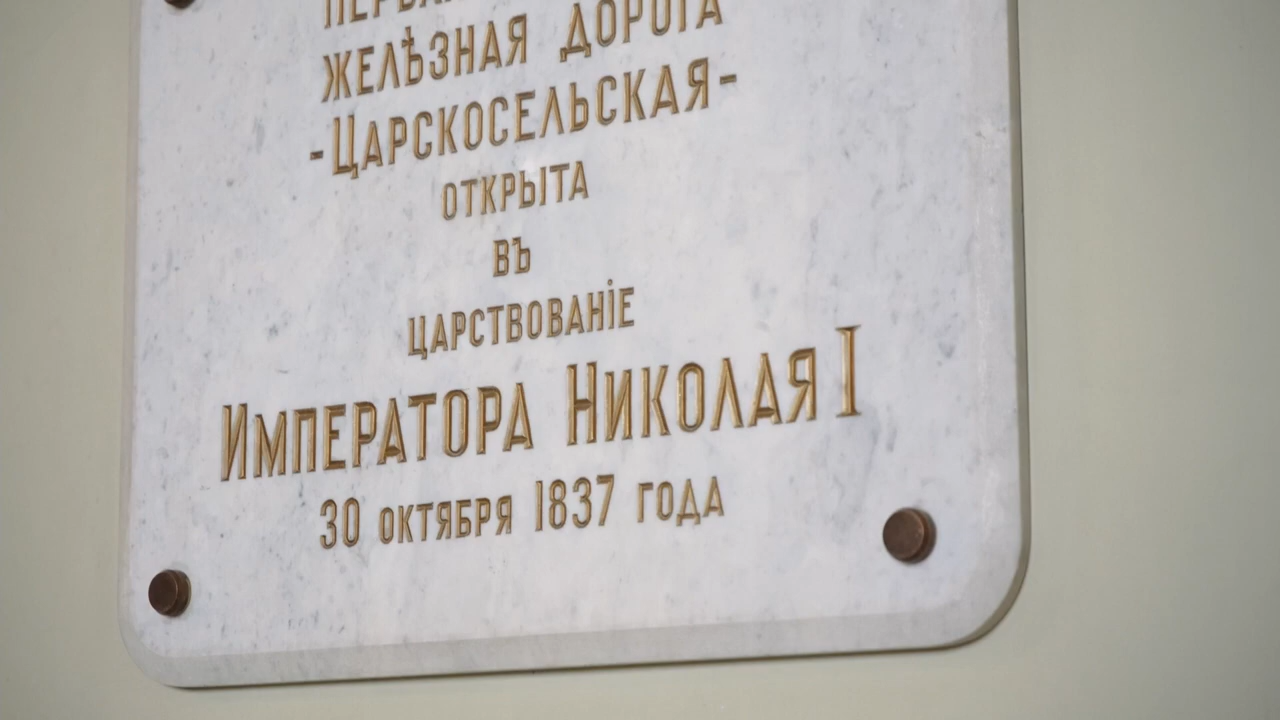 ЖЕЛѢЗНАЯ ДОРОГА
-ЦАРСКОСЕЛЬСКАЯ-
ОТКРЫТА
ВЪ
ЦАРСТВОВАНІЕ
ИМПЕРАТОРА НИКОЛАЯ I
30 ОКТЯБРЯ 1837 ГОДА